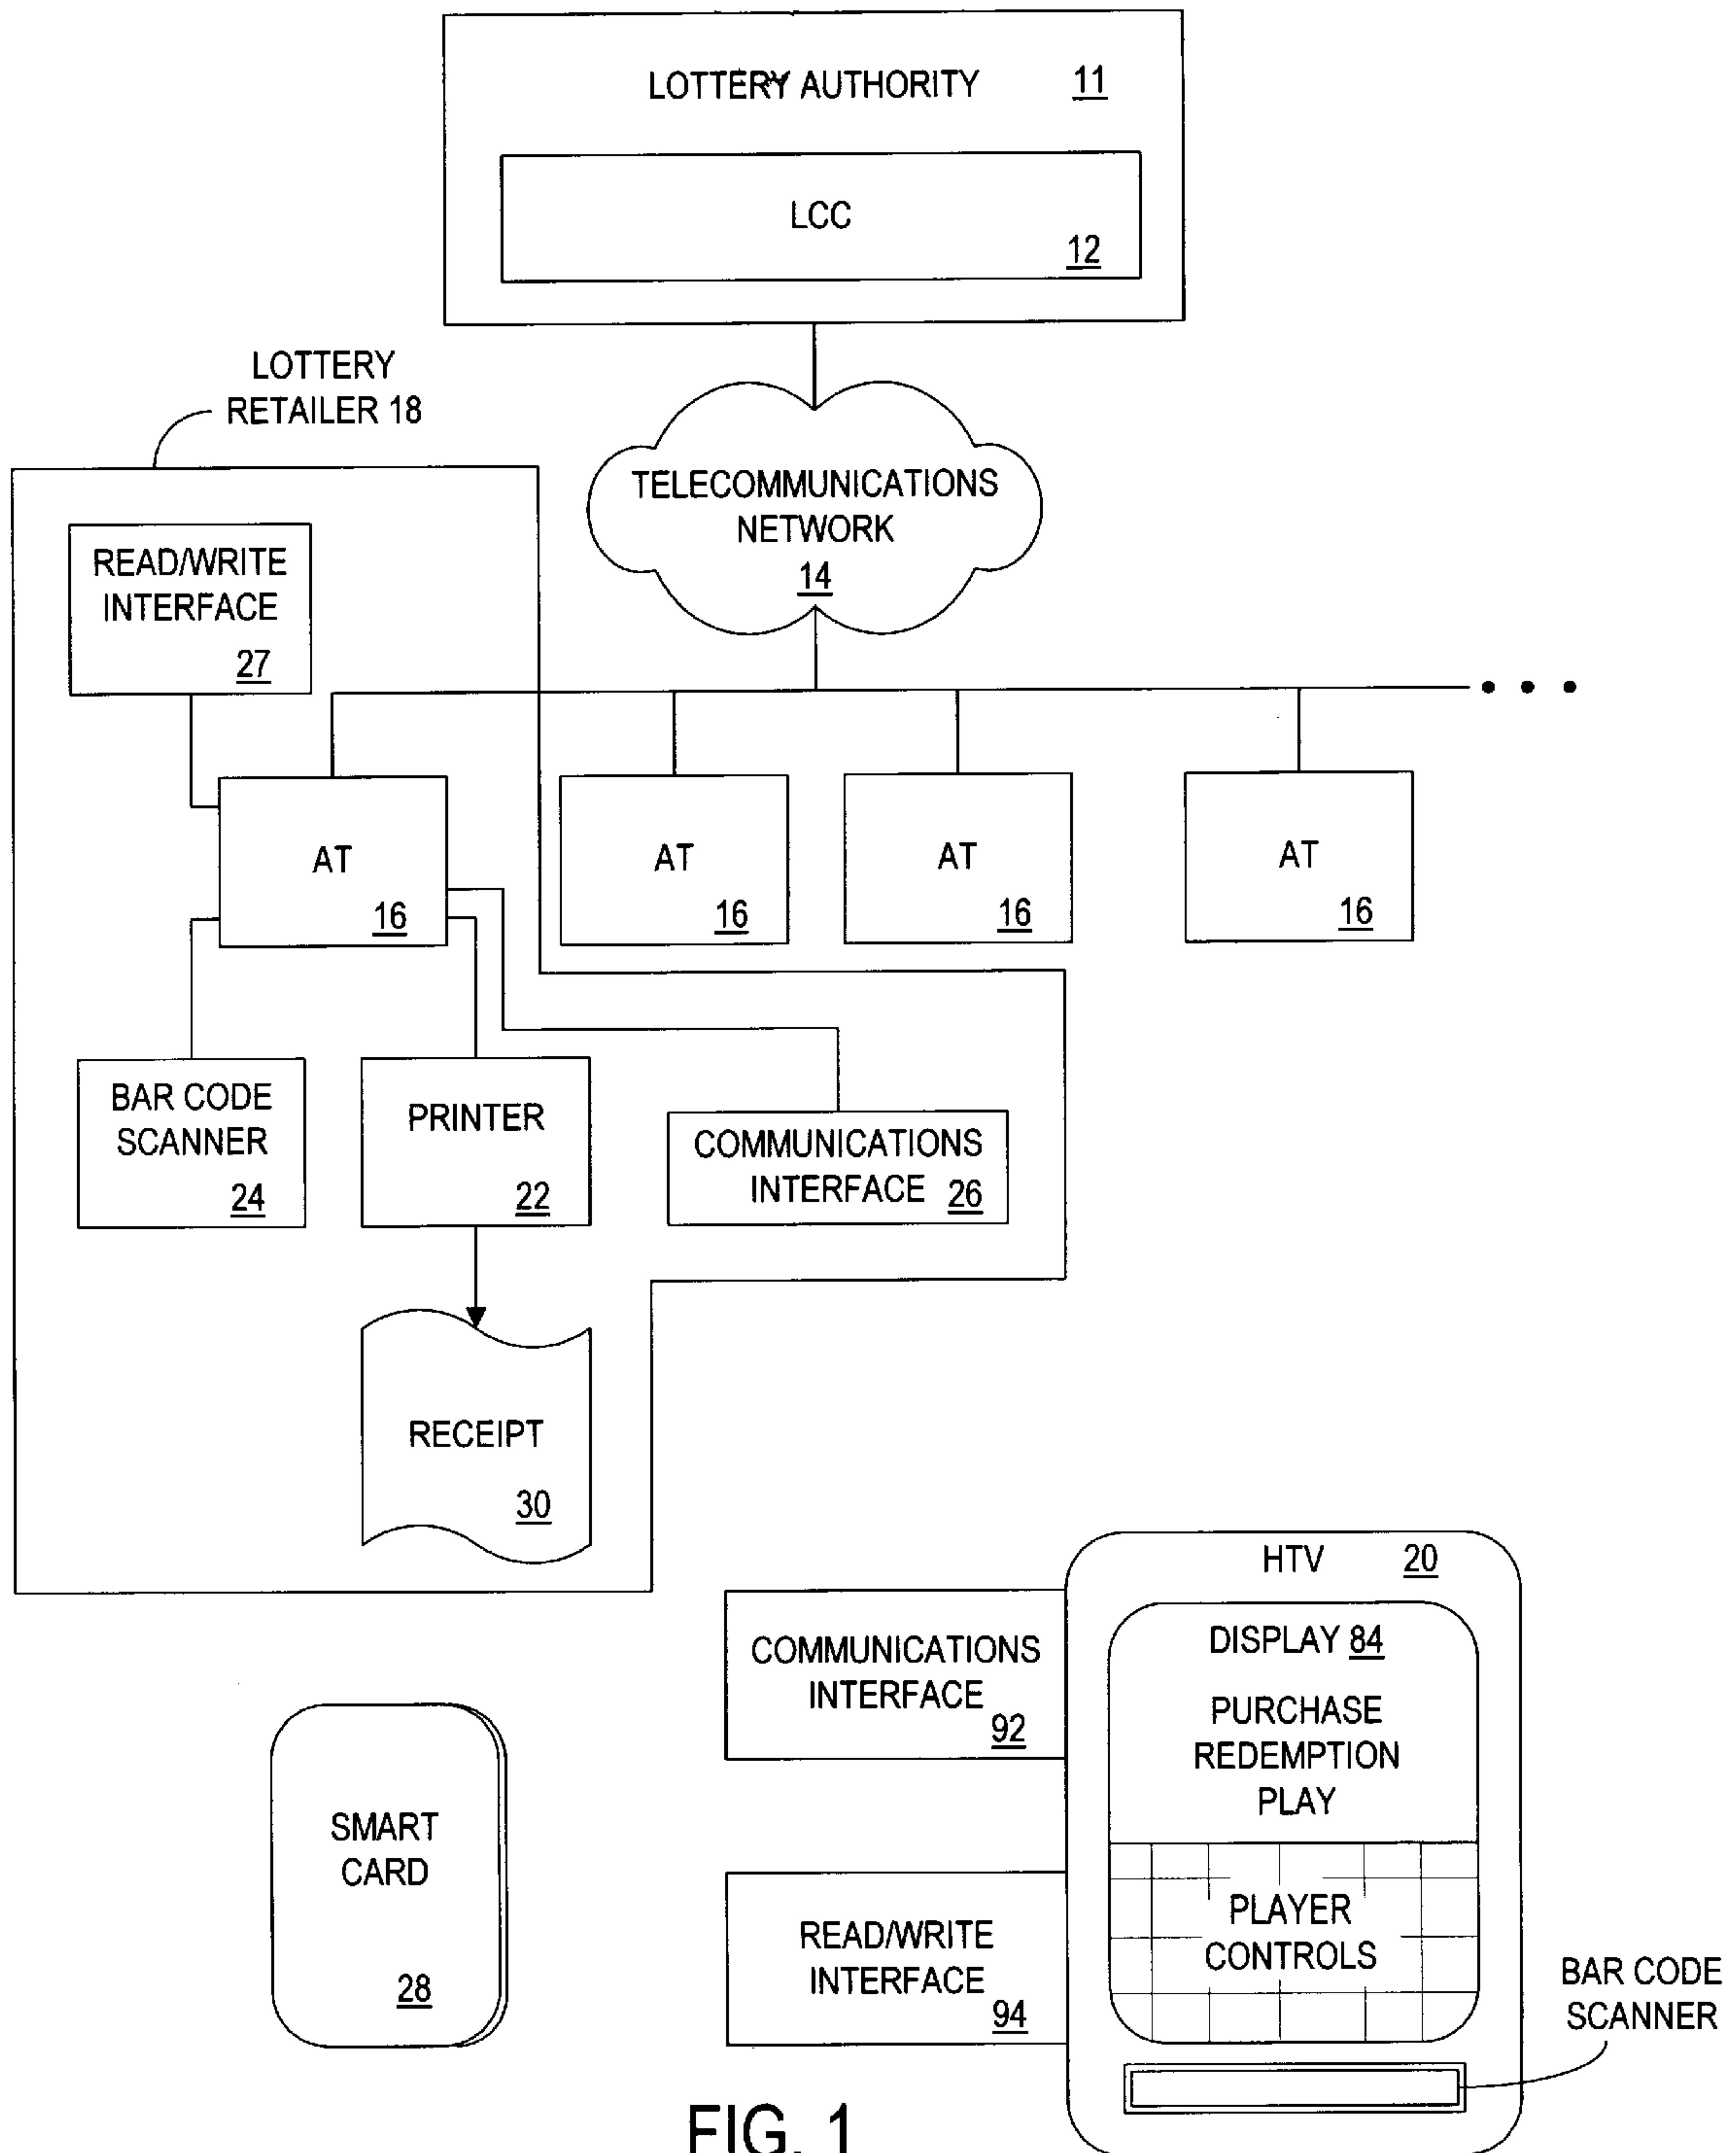 LOTTERY AUTHORITY 11
LCC
12
LOTTERY
RETAILER 18
TELECOMMUNICATIONS
NETWORK
14
READ/WRITE
INTERFACE
27
AT
16
AT
16
AT
16
AT
16
BAR CODE
SCANNER
24
PRINTER
22
COMMUNICATIONS
INTERFACE 26
RECEIPT
30
HTV 20
DISPLAY 84
PURCHASE
REDEMPTION
PLAY
PLAYER
CONTROLS
COMMUNICATIONS
INTERFACE
92
READ/WRITE
INTERFACE
94
SMART
CARD
28
BAR CODE
SCANNER
FIG. 1